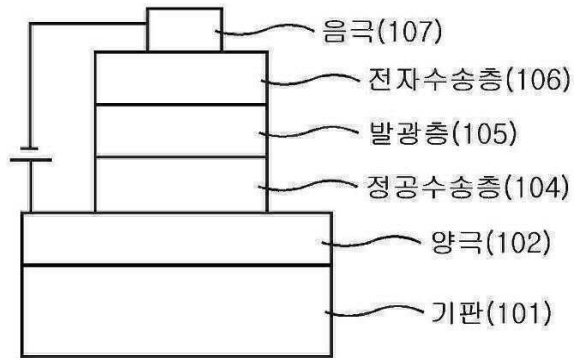 음극(107)
전자수송층(106)
발광층(105)
정공수송층(104)
양극(102)
기판(101)